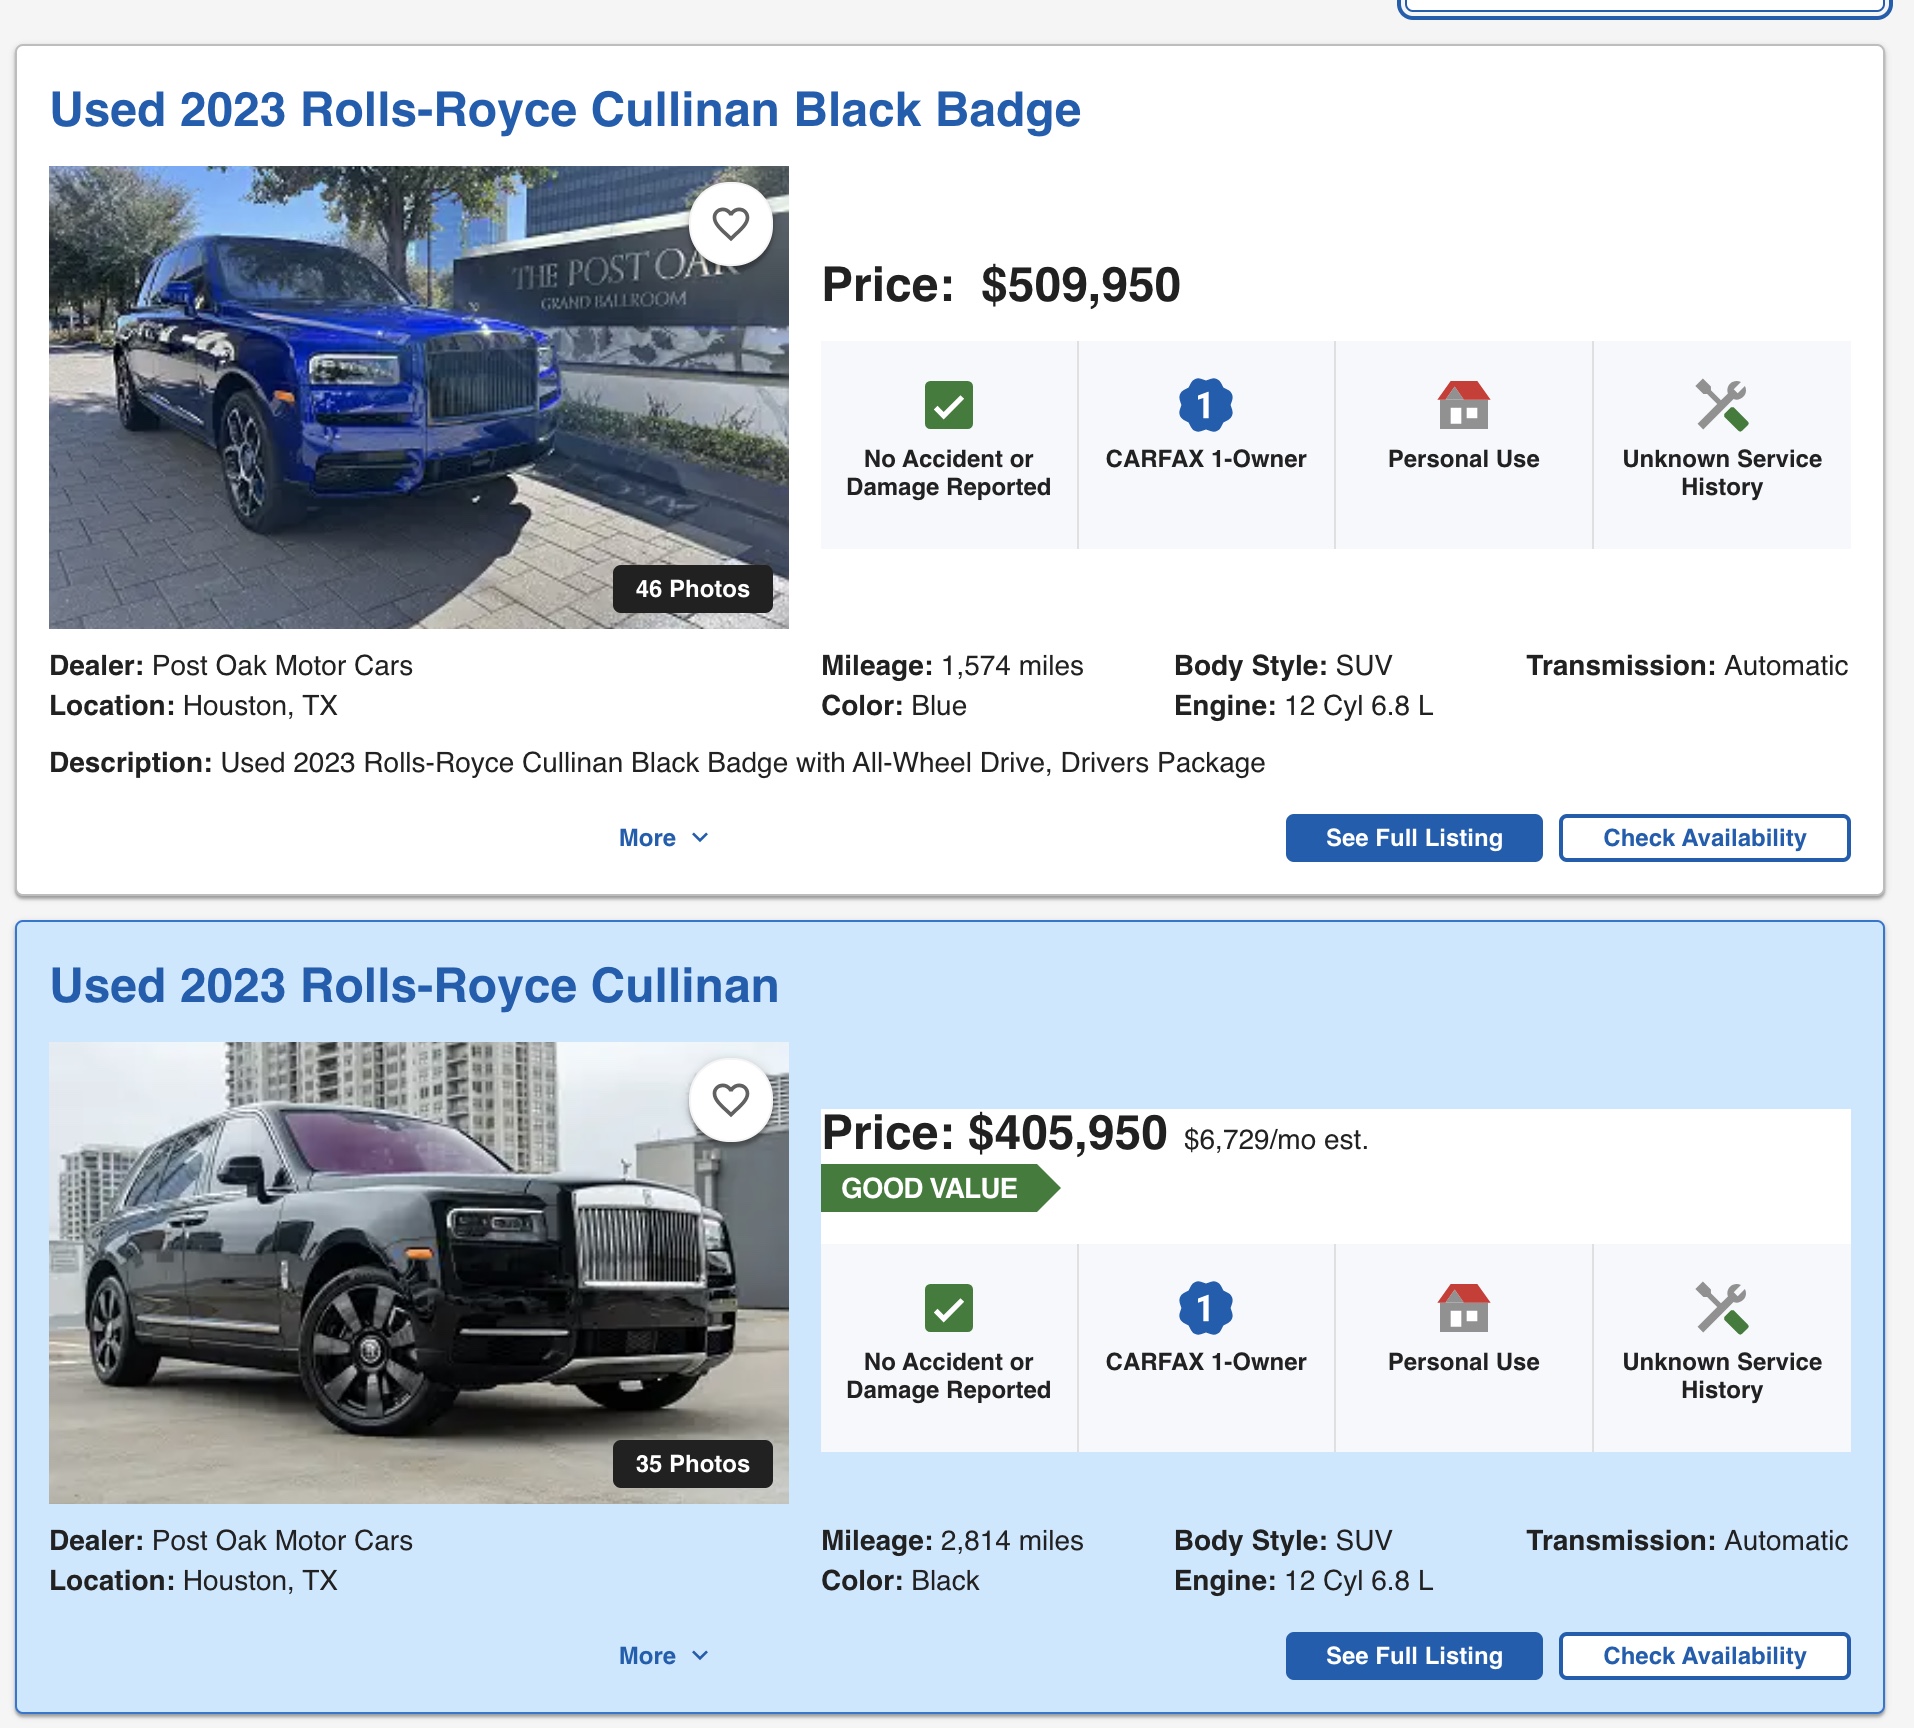 Used 2023 Rolls-Royce Cullinan Black Badge
THE POST OAK
GRAND BALLROOM
46 Photos
Price: $509,950
No Accident or
Damage Reported
1
CARFAX 1-Owner
Personal Use
Unknown Service
History
Dealer: Post Oak Motor Cars
Location: Houston, TX
Mileage: 1,574 miles
Color: Blue
Body Style: SUV
Engine: 12 Cyl 6.8 L
Transmission: Automatic
Description: Used 2023 Rolls-Royce Cullinan Black Badge with All-Wheel Drive, Drivers Package
More
See Full Listing
Check Availability
Used 2023 Rolls-Royce Cullinan
35 Photos
Price: $405,950 $6,729/mo est.
GOOD VALUE
No Accident or
Damage Reported
1
CARFAX 1-Owner
Personal Use
Unknown Service
History
Dealer: Post Oak Motor Cars
Location: Houston, TX
Mileage: 2,814 miles
Color: Black
Body Style: SUV
Engine: 12 Cyl 6.8 L
Transmission: Automatic
More
See Full Listing
Check Availability